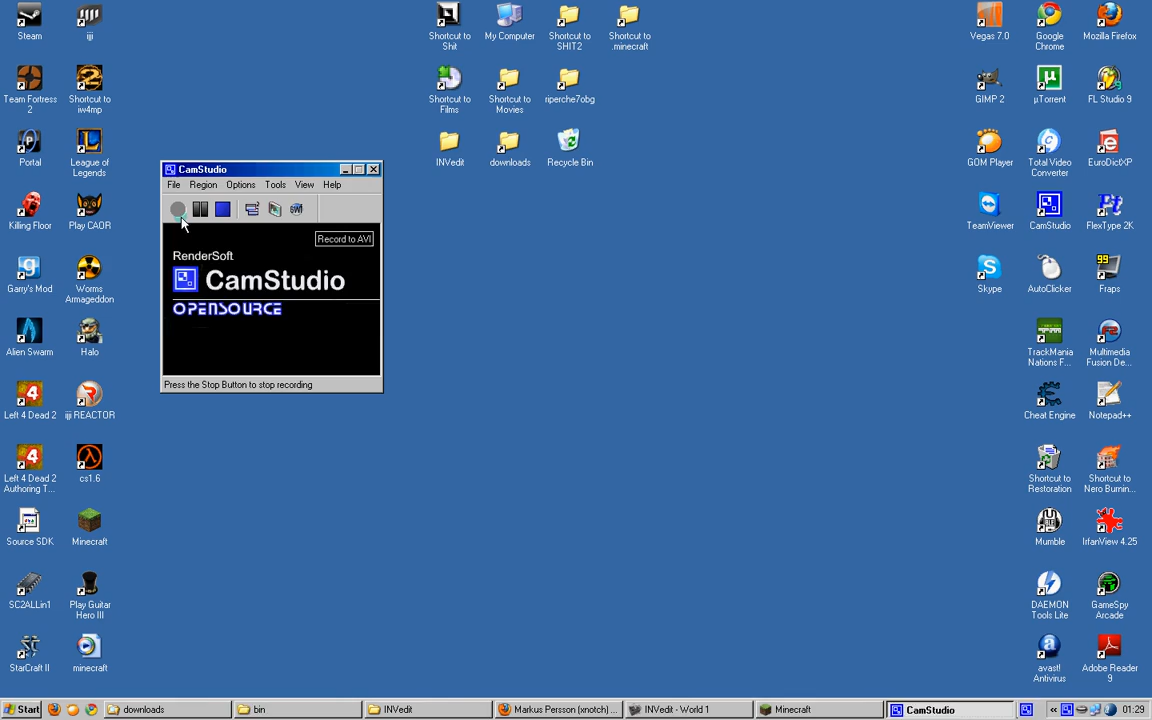 Steam
iji
Team Fortress
2
Shortcut to
iw4mp
Portal
League of
Legends
Killing Floor
Play CAOR
Garry's Mod
Worms
Armageddon
Alien Swarm
Halo
Left 4 Dead 2
iji REACTOR
Left 4 Dead 2
Authoring T...
cs1.6
Source SDK
Minecraft
SC2ALLin1
Play Guitar
Hero III
StarCraft II
minecraft
Shortcut to
Shit
My Computer
Shortcut to
SHIT2
Shortcut to
.minecraft
Shortcut to
Films
Shortcut to
Movies
riperche7obg
INVedit
downloads
Recycle Bin
CamStudio
File Region Options Tools View Help
Record to AVI
RenderSoft
CamStudio
OPENSOURCE
Press the Stop Button to stop recording
Vegas 7.0
Google
Chrome
Mozilla Firefox
GIMP 2
µTorrent
FL Studio 9
GOM Player
Total Video
Converter
EuroDictXP
TeamViewer
CamStudio
FlexType 2K
Skype
AutoClicker
99
Fraps
TrackMania
Nations F...
Multimedia
Fusion De...
Cheat Engine
Notepad++
Shortcut to
Restoration
Shortcut to
Nero Burnin...
Mumble
IrfanView 4.25
DAEMON
Tools Lite
GameSpy
Arcade
avast!
Antivirus
Adobe Reader
9
Start
downloads
bin
INVedit
Markus Persson (xnotch) ...
INVedit - World 1
Minecraft
CamStudio
01:29